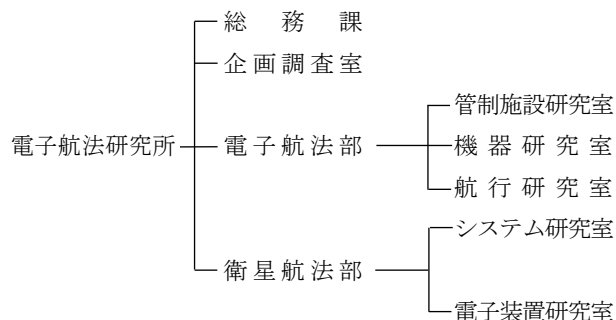 総務課
企画調査室
電子航法研究所
電子航法部
管制施設研究室
機器研究室
航行研究室
衛星航法部
システム研究室
電子装置研究室